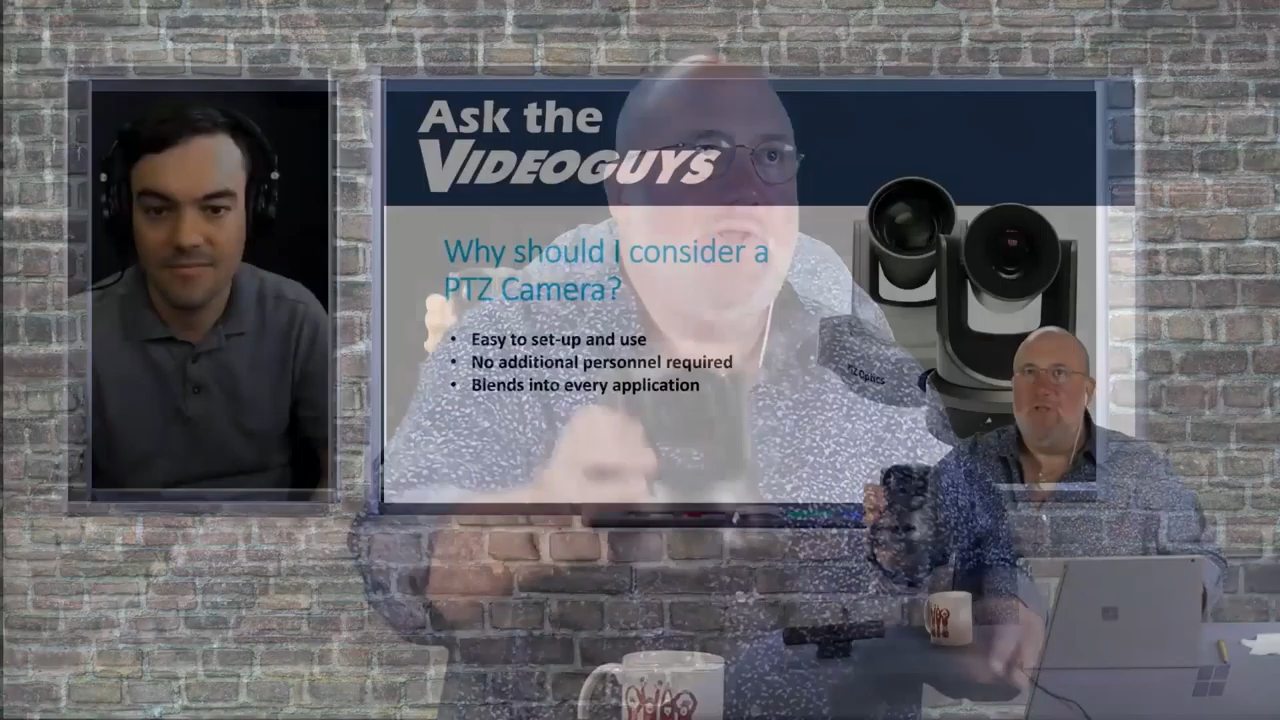 Ask the
VIDEOGUYS
Why should I consider a
PTZ Camera?
• Easy to set-up and use
• No additional personnel required
• Blends into every application
PTZOptics